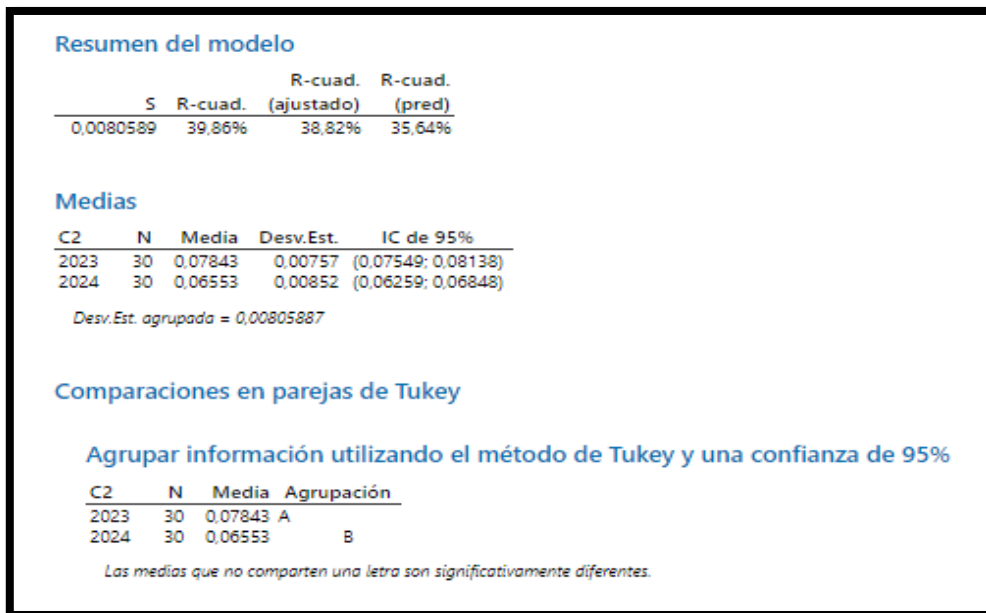 Resumen del modelo
R-cuad. R-cuad.
S R-cuad. (ajustado) (pred)
0,0080589 39,86% 38,82% 35,64%
Medias
C2 N Media Desv.Est. IC de 95%
2023 30 0,07843 0,00757 (0,07549; 0,08138)
2024 30 0,06553 0,00852 (0,06259; 0,06848)
Desv.Est. agrupada = 0,00805887
Comparaciones en parejas de Tukey
Agrupar información utilizando el método de Tukey y una confianza de 95%
C2 N Media Agrupación
2023 30 0,07843 A
2024 30 0,06553 B
Las medias que no comparten una letra son significativamente diferentes.